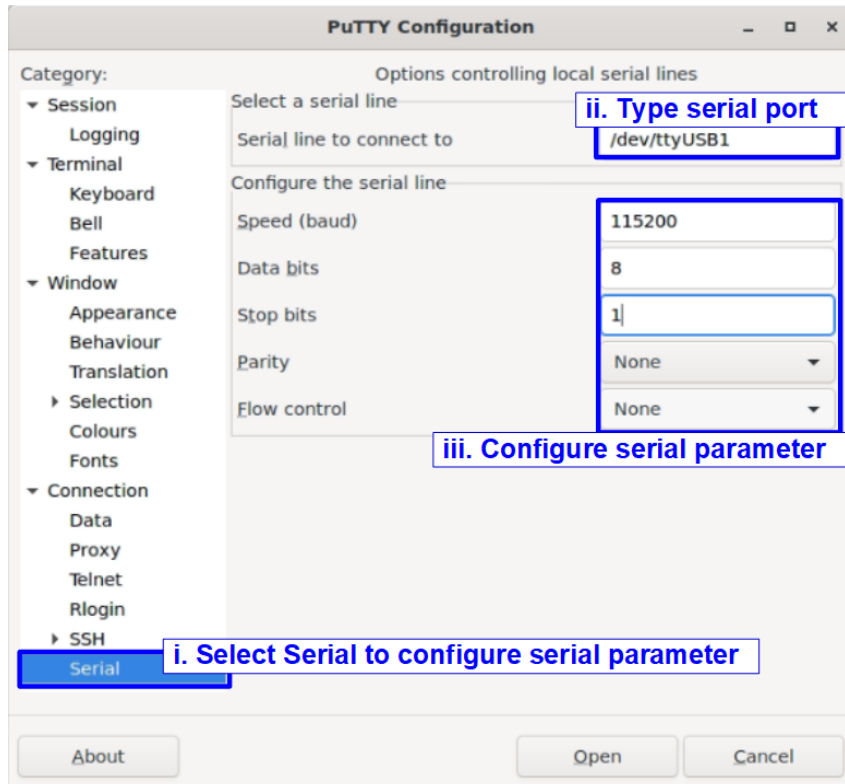 PuTTY Configuration
Category:
Session
Logging
Terminal
Keyboard
Bell
Features
Window
Appearance
Behaviour
Translation
Selection
Colours
Fonts
Connection
Data
Proxy
Telnet
Rlogin
SSH
Serial
i. Select Serial to configure serial parameter
Options controlling local serial lines
Select a serial line
ii. Type serial port
Serial line to connect to /dev/ttyUSB1
Configure the serial line
Speed (baud) 115200
Data bits 8
Stop bits 1
Parity None
Flow control None
iii. Configure serial parameter
About Open Cancel